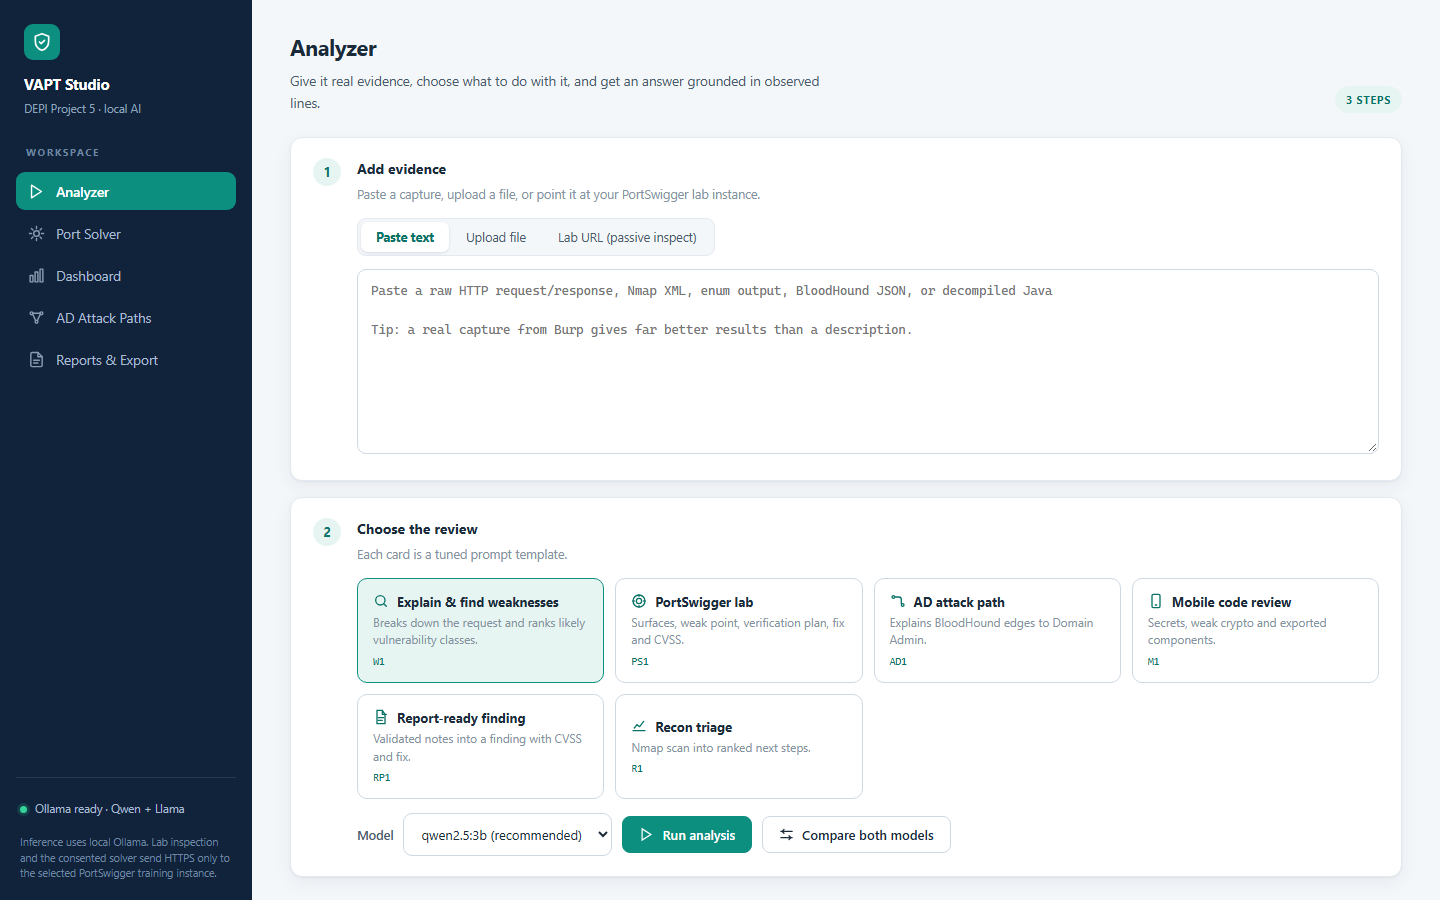 VAPT Studio
DEPI Project 5 · local AI
WORKSPACE
Analyzer
Port Solver
Dashboard
AD Attack Paths
Reports & Export
Ollama ready · Qwen + Llama
Inference uses local Ollama. Lab inspection
and the consented solver send HTTPS only to
the selected PortSwigger training instance.
Analyzer
Give it real evidence, choose what to do with it, and get an answer grounded in observed
lines.
3 STEPS
1
Add evidence
Paste a capture, upload a file, or point it at your PortSwigger lab instance.
Paste text
Upload file
Lab URL (passive inspect)
Paste a raw HTTP request/response, Nmap XML, enum output, BloodHound JSON, or decompiled Java
Tip: a real capture from Burp gives far better results than a description.
2
Choose the review
Each card is a tuned prompt template.
Explain & find weaknesses
Breaks down the request and ranks likely
vulnerability classes.
W1
PortSwigger lab
Surfaces, weak point, verification plan, fix
and CVSS.
PS1
AD attack path
Explains BloodHound edges to Domain
Admin.
AD1
Mobile code review
Secrets, weak crypto and exported
components.
M1
Report-ready finding
Validated notes into a finding with CVSS
and fix.
RP1
Recon triage
Nmap scan into ranked next steps.
R1
Model
qwen2.5:3b (recommended)
Run analysis
Compare both models